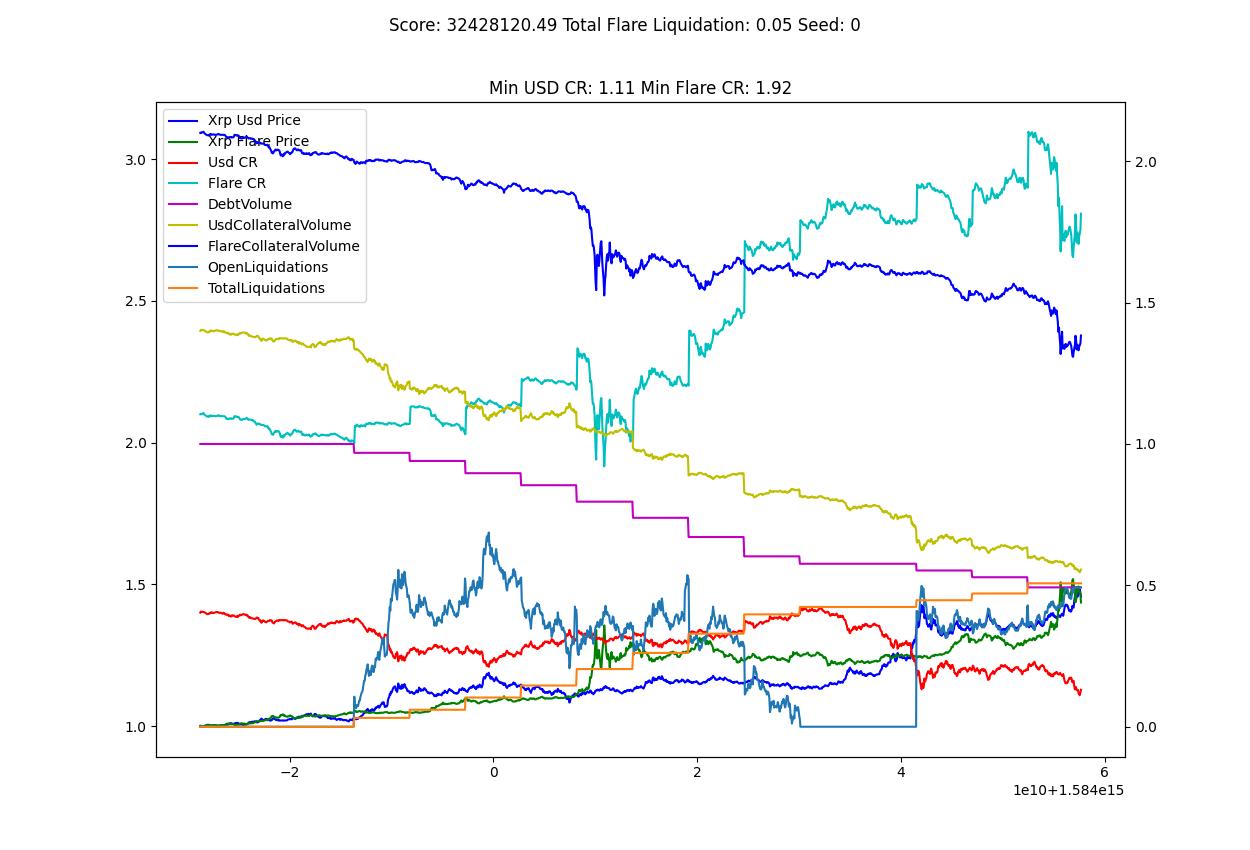 Score: 32428120.49 Total Flare Liquidation: 0.05 Seed: 0
Min USD CR: 1.11 Min Flare CR: 1.92
Xrp Usd Price
Xrp Flare Price
Usd CR
Flare CR
DebtVolume
UsdCollateralVolume
FlareCollateralVolume
OpenLiquidations
TotalLiquidations
3.0
2.5
2.0
1.5
1.0
2.0
1.5
1.0
0.5
0.0
−2 0 2 4 6
1e10+1.584e15